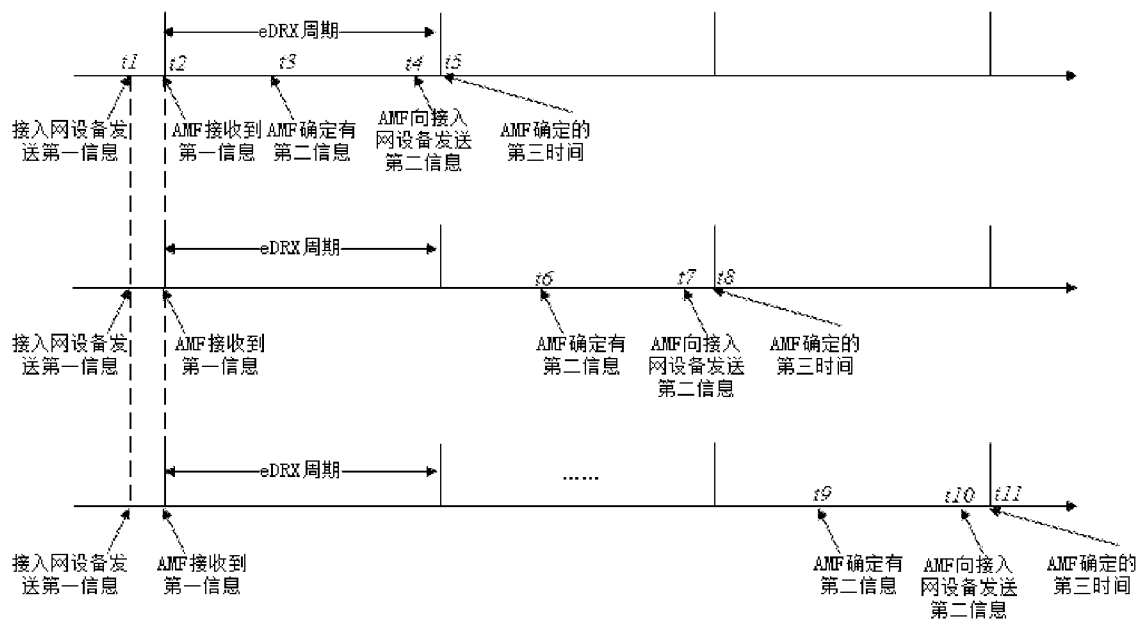 eDRX周期
t1
t2
t3
t4
t5
接入网设备发
送第一信息
AMF接收到
第一信息
AMF确定有
第二信息
AMF向接入
网设备发送
第二信息
AMF确定的
第三时间
eDRX周期
t6
t7
t8
接入网设备发
送第一信息
AMF接收到
第一信息
AMF确定有
第二信息
AMF向接入
网设备发送
第二信息
AMF确定的
第三时间
eDRX周期
......
t9
t10
t11
接入网设备发
送第一信息
AMF接收到
第一信息
AMF确定有
第二信息
AMF向接入
网设备发送
第二信息
AMF确定的
第三时间